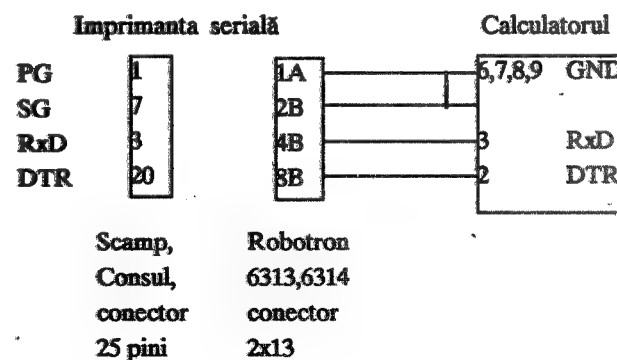 Imprimanta serială Calculatorul
PG 1 1A 6,7,8,9 GND
SG 7 2B
RxD 3 4B 3 RxD
DTR 20 8B 2 DTR
Scamp, Robotron
Consul, 6313,6314
conector conector
25 pini 2x13